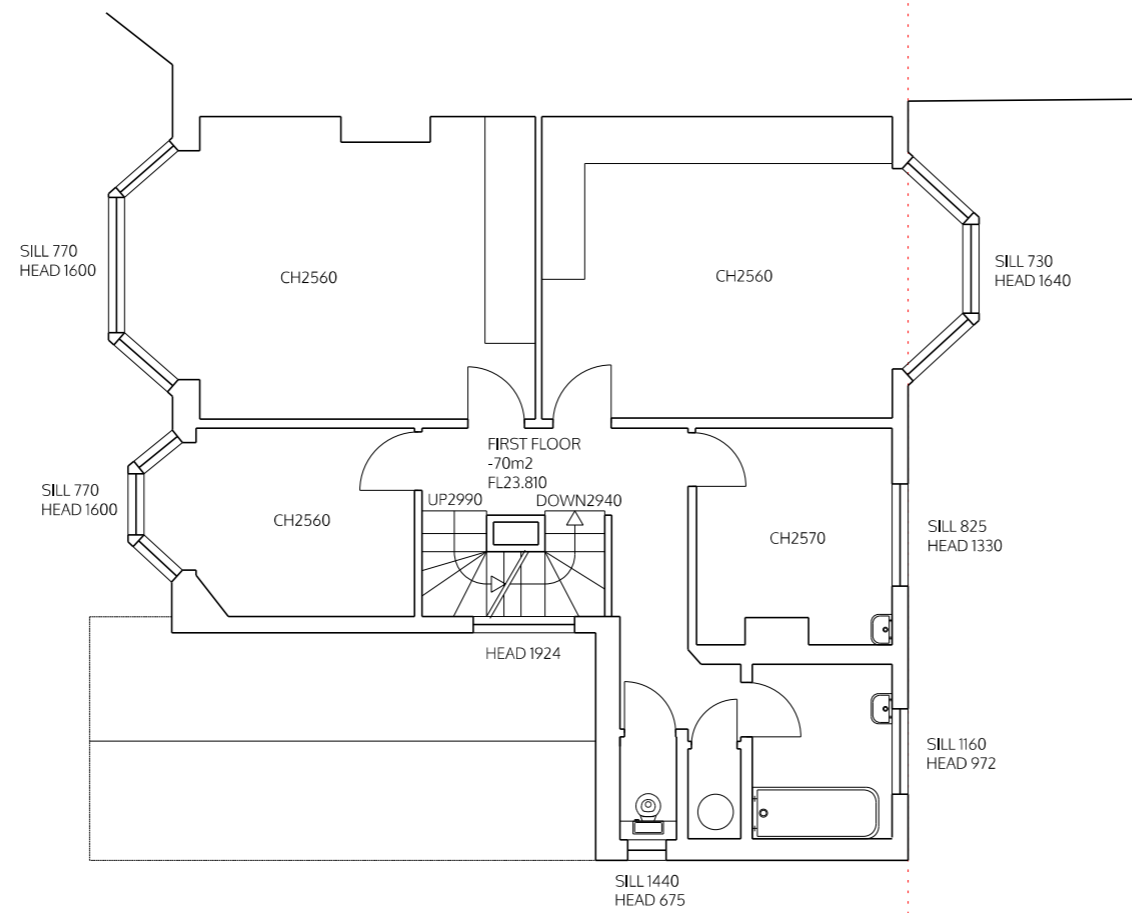 SILL 770
HEAD 1600
CH2560
CH2560
SILL 730
HEAD 1640
FIRST FLOOR
-70m2
FL23.810
UP2990
DOWN2940
SILL 770
HEAD 1600
CH2560
CH2570
SILL 825
HEAD 1330
HEAD 1924
SILL 1160
HEAD 972
SILL 1440
HEAD 675